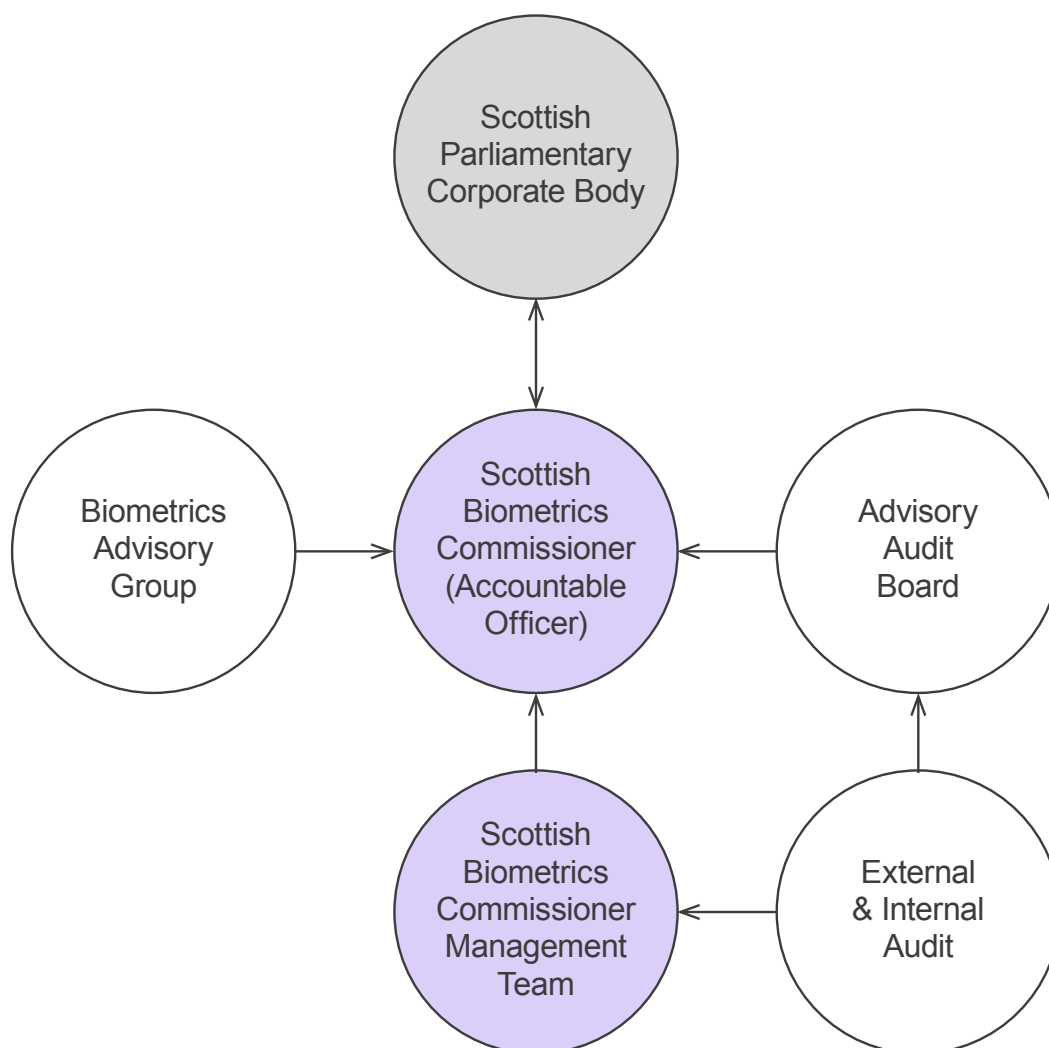 Scottish
Parliamentary
Corporate Body
Biometrics
Advisory
Group
Scottish
Biometrics
Commissioner
(Accountable
Officer)
Advisory
Audit
Board
Scottish
Biometrics
Commissioner
Management
Team
External
& Internal
Audit